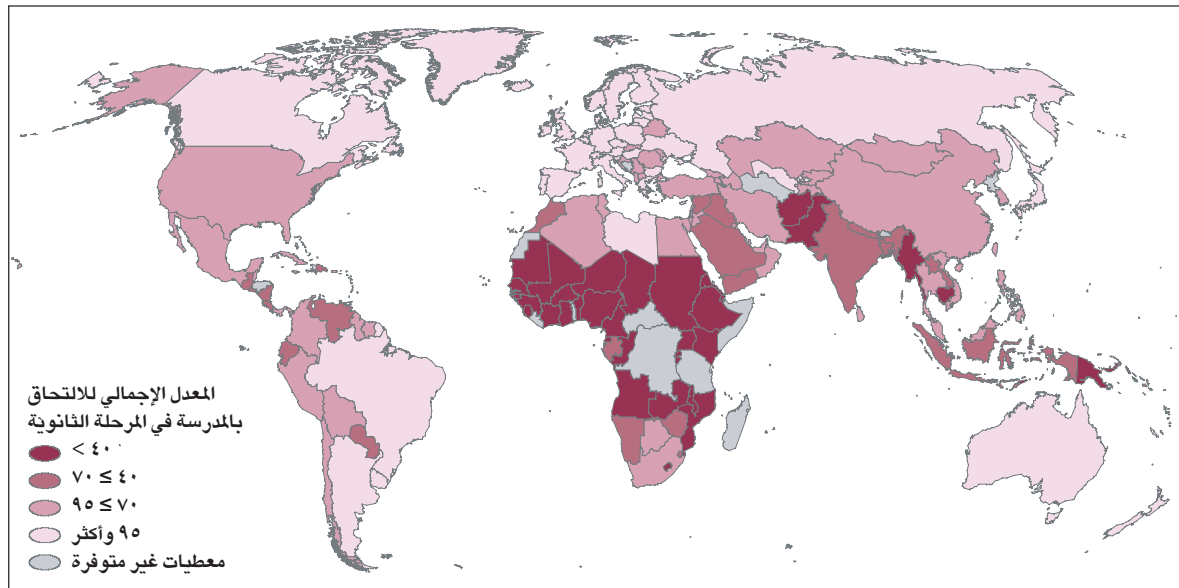 المعدل الإجمالي للالتحاق
بالمدرسة في المرحلة الثانوية
< ٤٠
٤٠ ≥ ٧٠
٧٠ ≥ ٩٥
٩٥ وأكثر
معطيات غير متوفرة